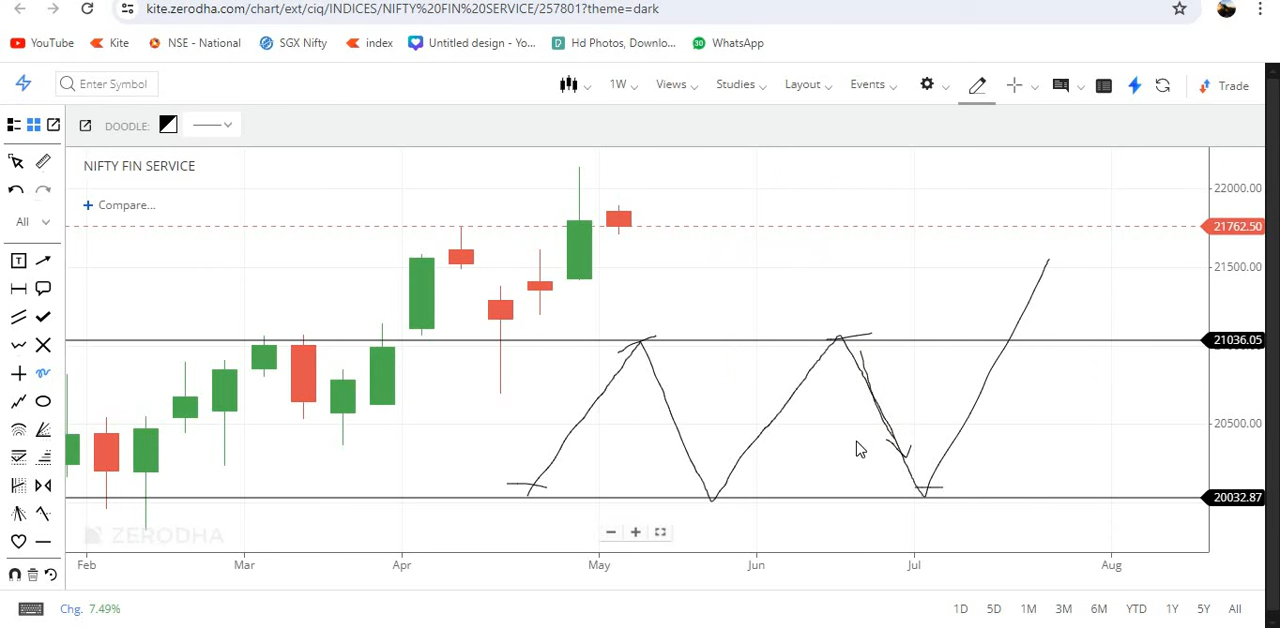 kite.zerodha.com/chart/ext/ciq/INDICES/NIFTY%20FIN%20SERVICE/257801?theme=dark
YouTube Kite NSE - National SGX Nifty index Untitled design - Yo... Hd Photos, Downlo... 30 WhatsApp
Enter Symbol 1W Views Studies Layout Events Trade
DOODLE:
NIFTY FIN SERVICE
22000.00
Compare...
All
21762.50
T
21500.00
21036.05
20500.00
20032.87
ZERODHA
Feb Mar Apr May Jun Jul Aug
Chg. 7.49% 1D 5D 1M 3M 6M YTD 1Y 5Y All